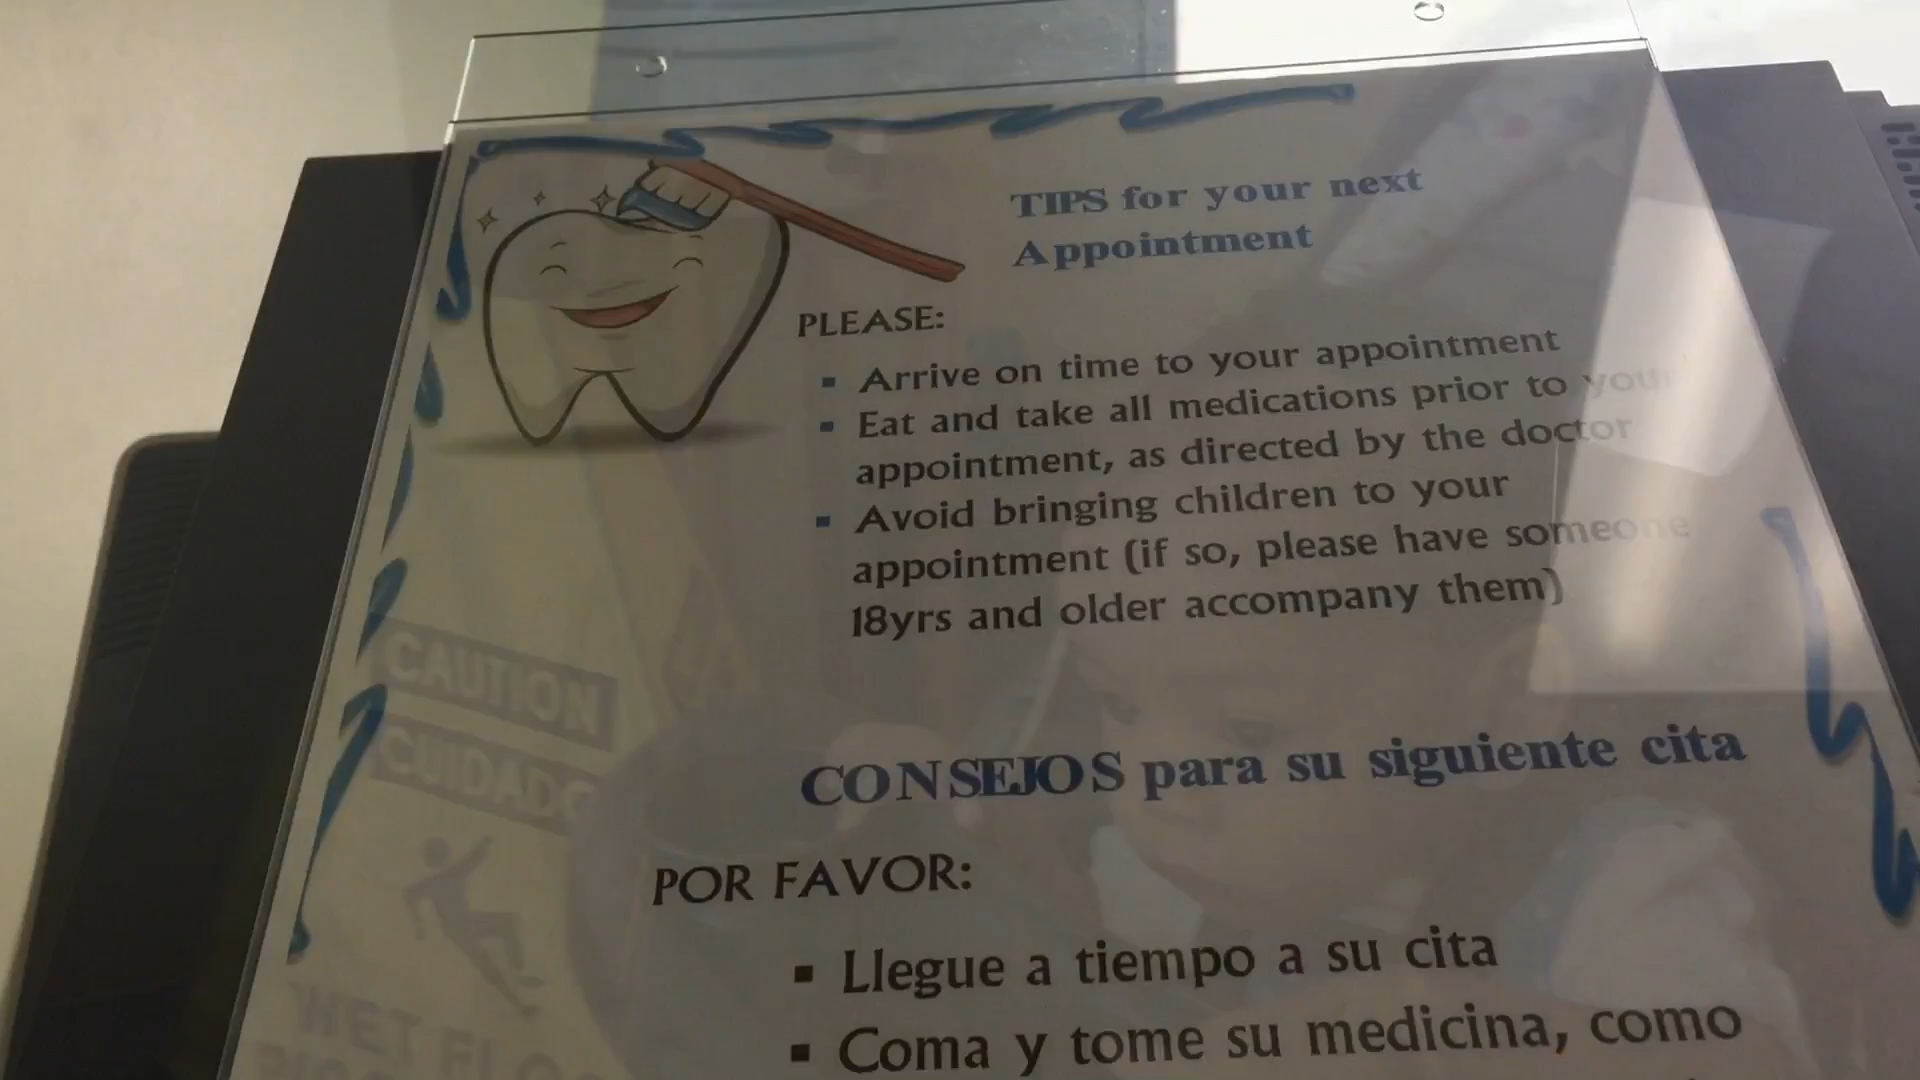 TIPS for your next
Appointment
PLEASE:
▪ Arrive on time to your appointment
▪ Eat and take all medications prior to your
appointment, as directed by the doctor
▪ Avoid bringing children to your
appointment (if so, please have someone
18yrs and older accompany them)
CAUTION
CUIDADO
CONSEJOS para su siguiente cita
POR FAVOR:
▪ Llegue a tiempo a su cita
▪ Coma y tome su medicina, como
WET